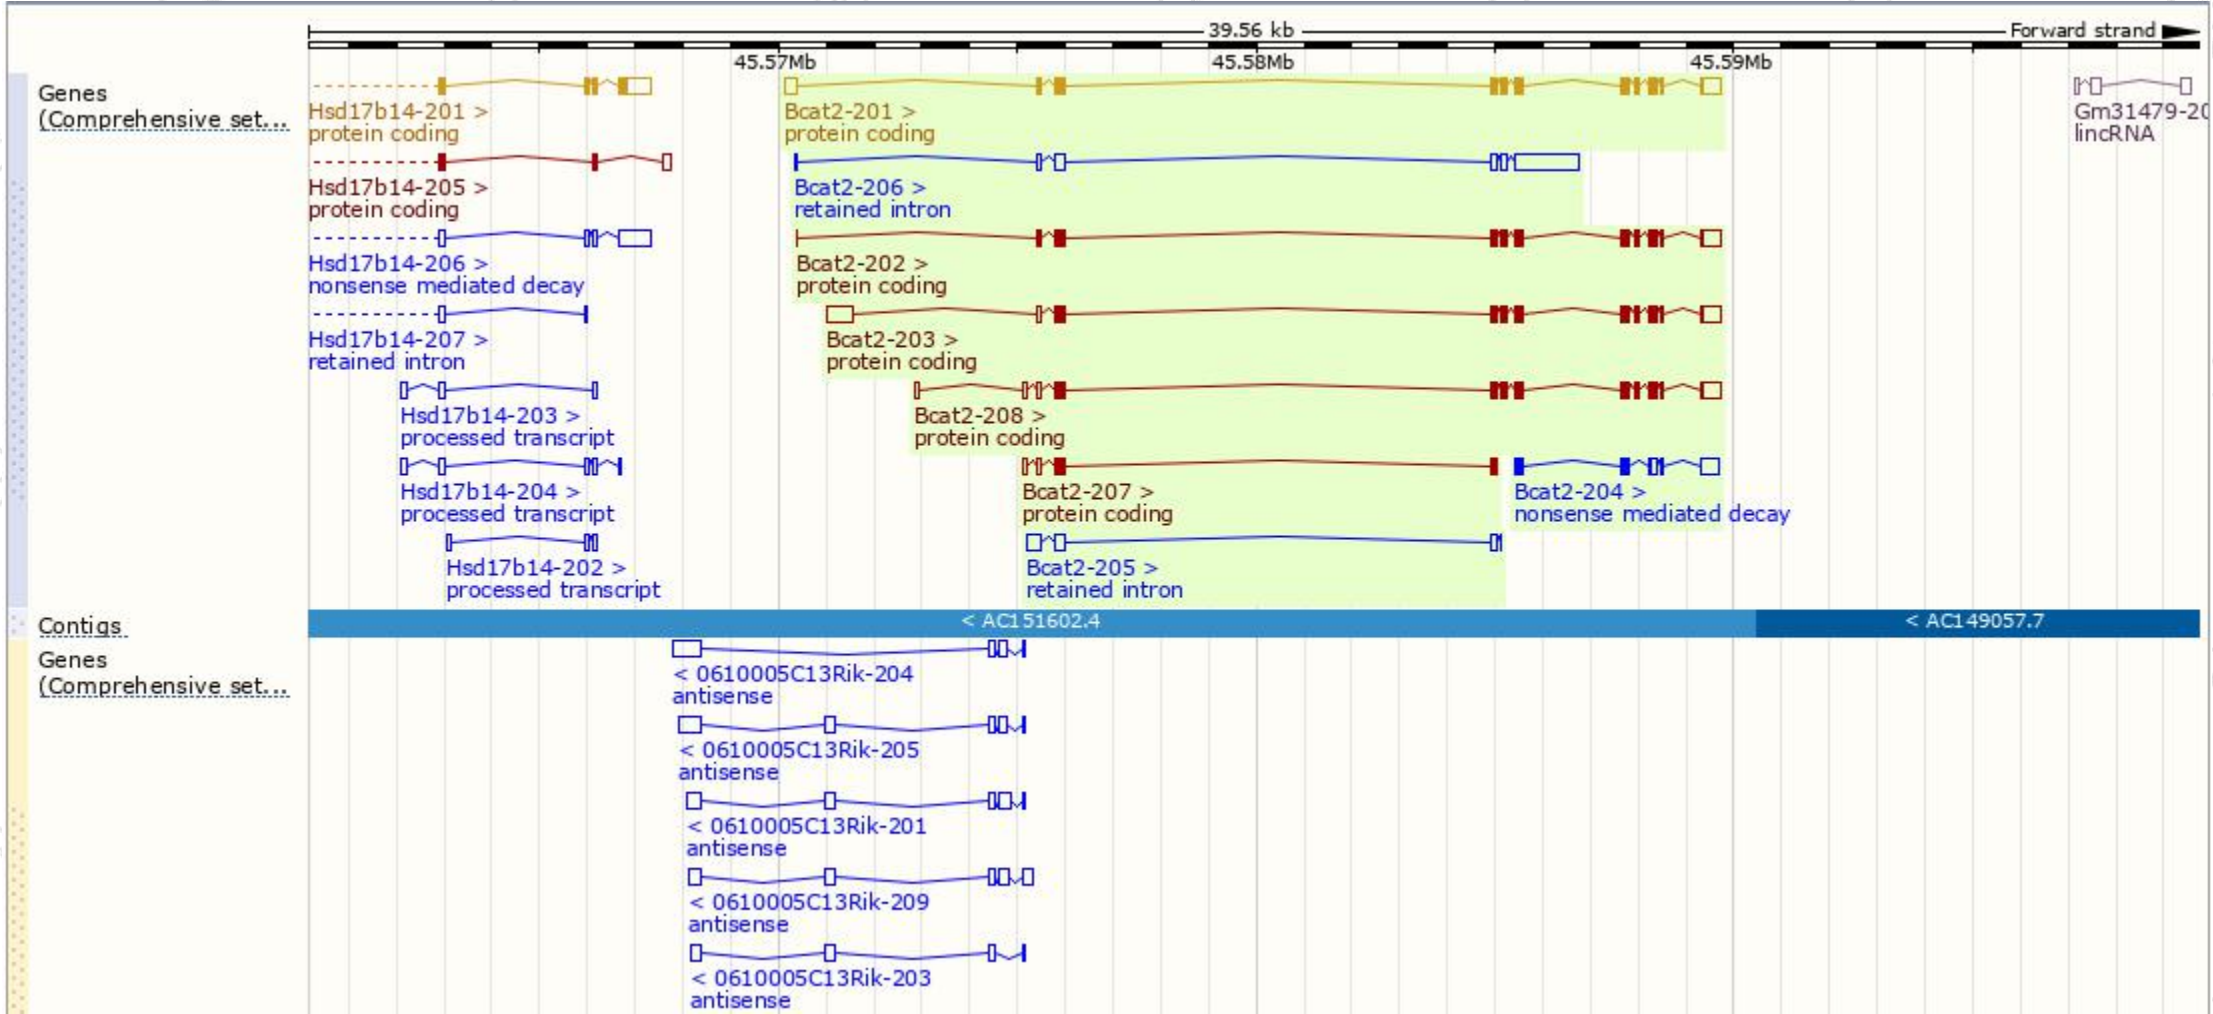 39.56 kb
Forward strand
45.57Mb 45.58Mb 45.59Mb
Genes
(Comprehensive set...
Hsd17b14-201 >
protein coding
Bcat2-201 >
protein coding
Gm31479-20
lincRNA
Hsd17b14-205 >
protein coding
Bcat2-206 >
retained intron
Hsd17b14-206 >
nonsense mediated decay
Bcat2-202 >
protein coding
Hsd17b14-207 >
retained intron
Bcat2-203 >
protein coding
Hsd17b14-203 >
processed transcript
Bcat2-208 >
protein coding
Hsd17b14-204 >
processed transcript
Bcat2-207 >
protein coding
Bcat2-204 >
nonsense mediated decay
Hsd17b14-202 >
processed transcript
Bcat2-205 >
retained intron
Contigs
< AC151602.4
< AC149057.7
Genes
(Comprehensive set...
< 0610005C13Rik-204
antisense
< 0610005C13Rik-205
antisense
< 0610005C13Rik-201
antisense
< 0610005C13Rik-209
antisense
< 0610005C13Rik-203
antisense